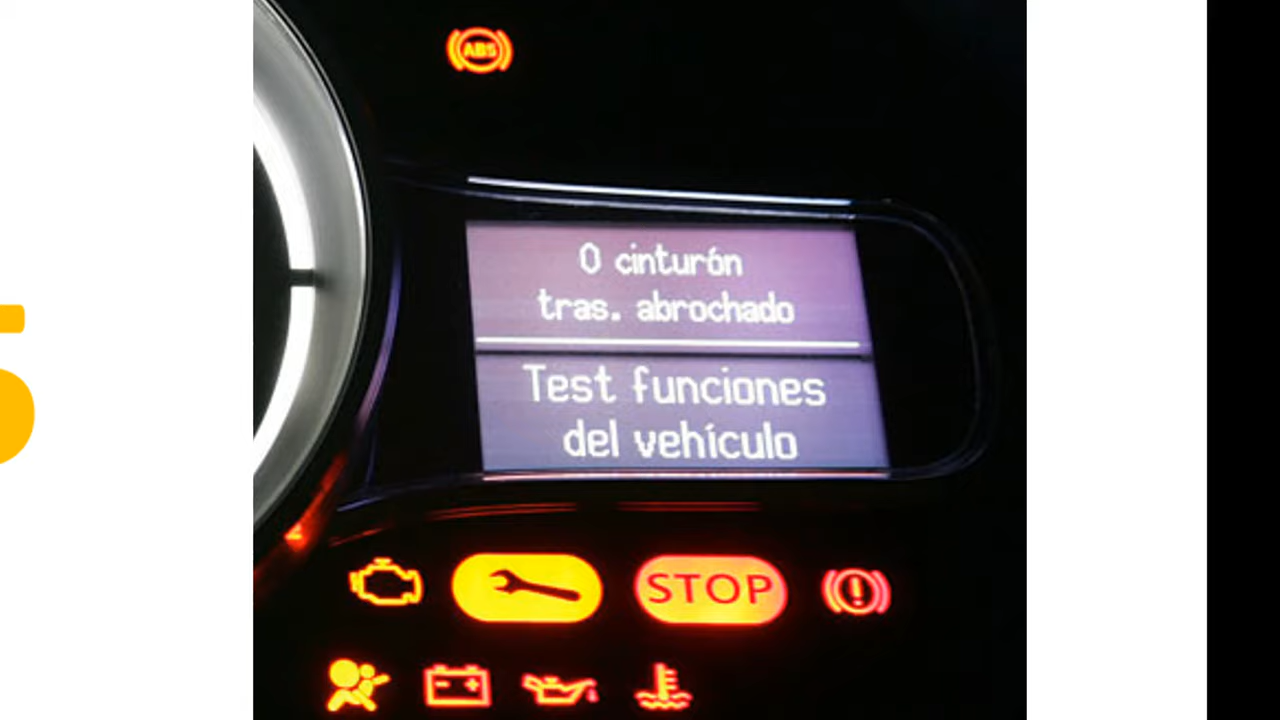 ABS
0 cinturón
tras. abrochado
Test funciones
del vehículo
STOP